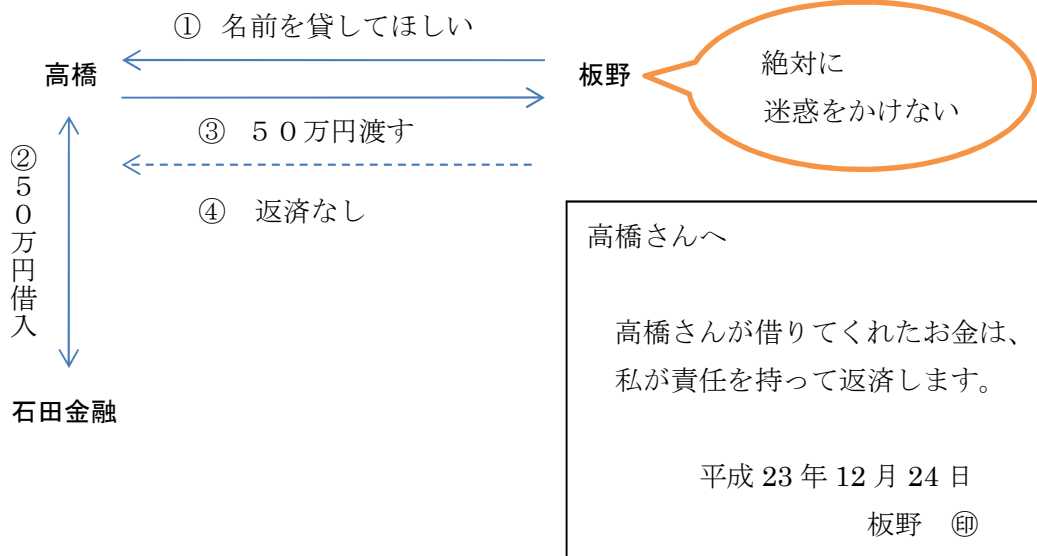 ① 名前を貸してほしい
高橋
板野
絶対に
迷惑をかけない
③ ５０万円渡す
④ 返済なし
②５０万円借入
石田金融
高橋さんへ
高橋さんが借りてくれたお金は、
私が責任を持って返済します。
平成 23 年 12 月 24 日
板野 ㊞